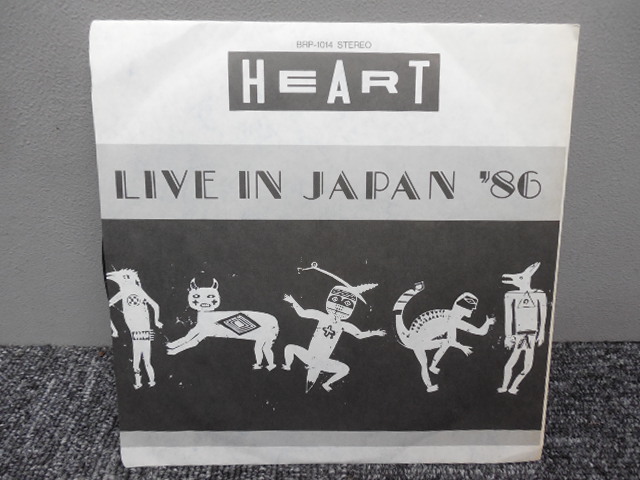 BRP-1014 STEREO
HEART
LIVE IN JAPAN '86